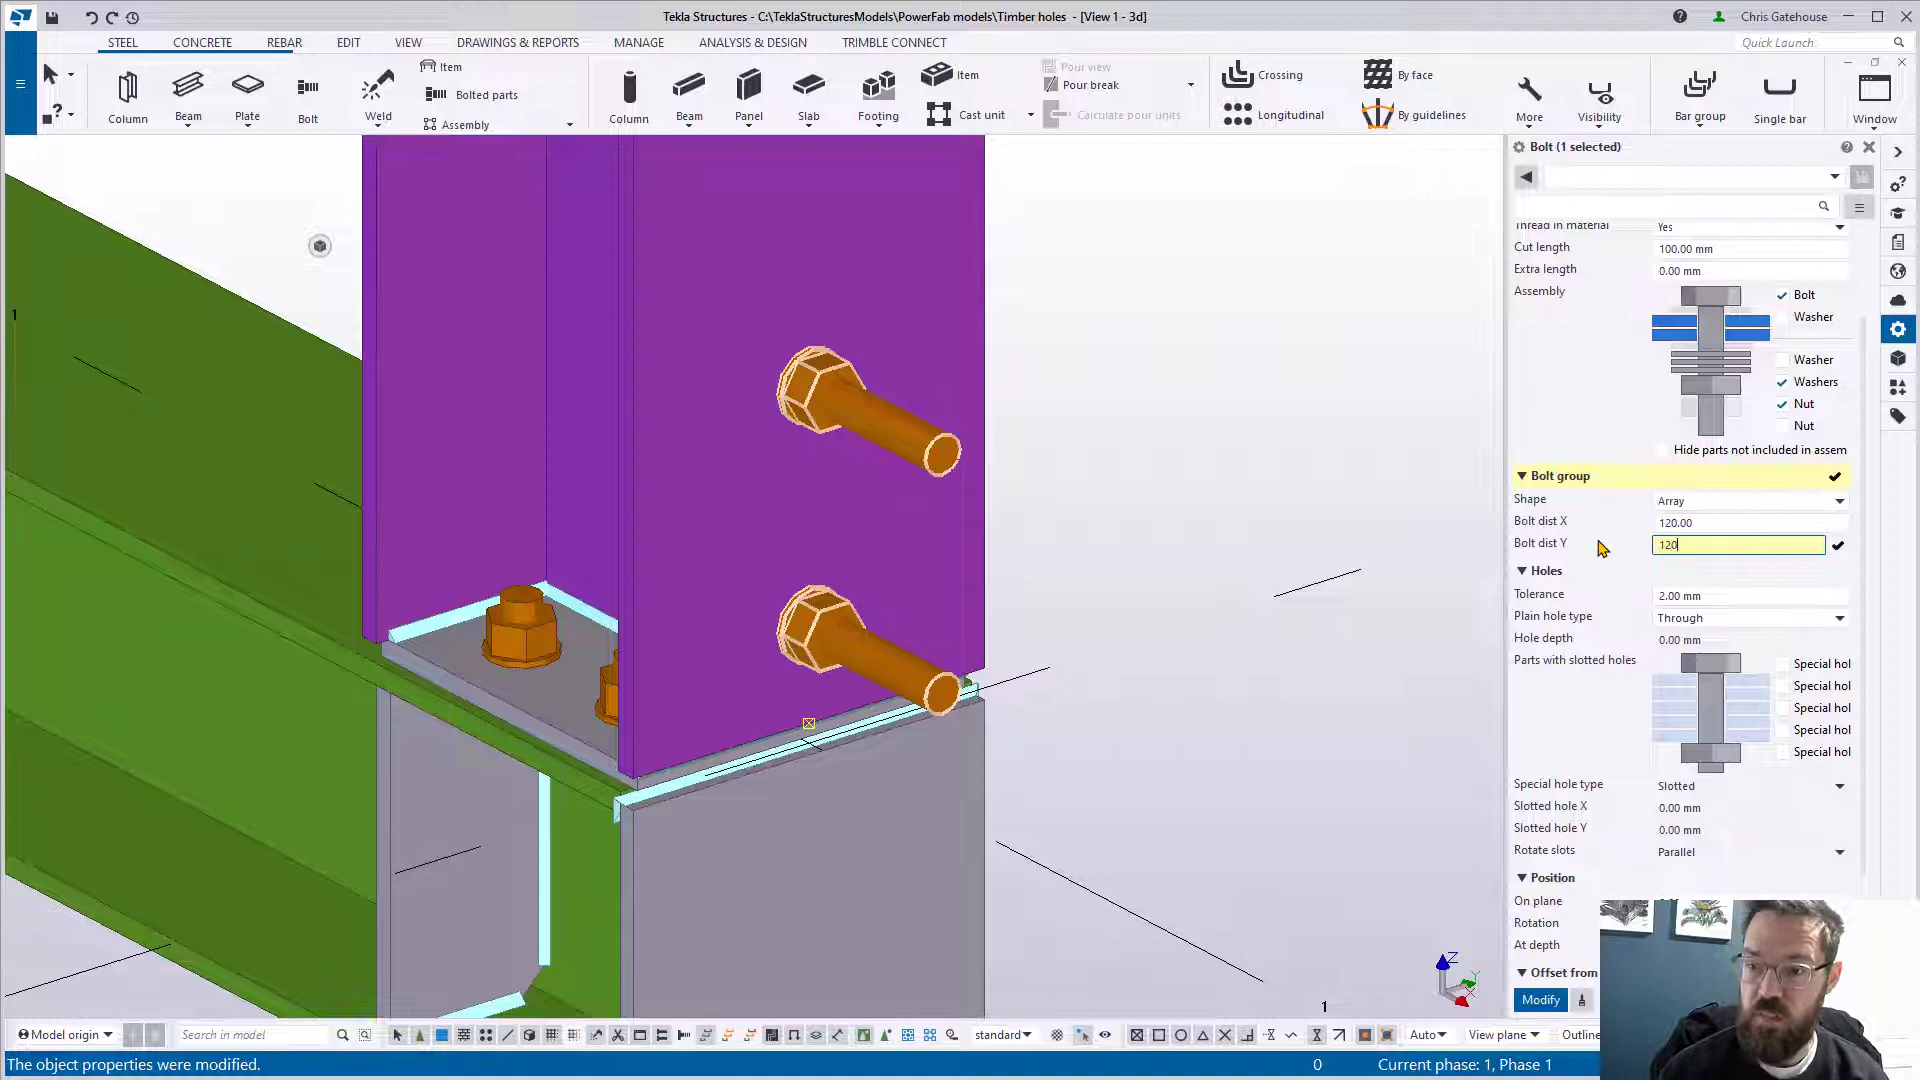 Tekla Structures - C:\TeklaStructuresModels\PowerFab models\Timber holes - [View 1 - 3d]
Chris Gatehouse
STEEL CONCRETE REBAR EDIT VIEW DRAWINGS & REPORTS MANAGE ANALYSIS & DESIGN TRIMBLE CONNECT
Quick Launch
Column Beam Plate Bolt Weld
Item
Bolted parts
Assembly
Column Beam Panel Slab Footing
Item
Cast unit
Pour view
Pour break
Calculate pour units
Crossing
Longitudinal
By face
By guidelines
More
Visibility
Bar group
Single bar
Window
Bolt (1 selected)
Thread in material Yes
Cut length 100.00 mm
Extra length 0.00 mm
Assembly
Bolt
Washer
Washer
Washers
Nut
Nut
Hide parts not included in assem
Bolt group
Shape Array
Bolt dist X 120.00
Bolt dist Y 120
Holes
Tolerance 2.00 mm
Plain hole type Through
Hole depth 0.00 mm
Parts with slotted holes
Special hol
Special hol
Special hol
Special hol
Special hol
Special hole type Slotted
Slotted hole X 0.00 mm
Slotted hole Y 0.00 mm
Rotate slots Parallel
Position
On plane
Rotation
At depth
Offset from
Modify
1
1
Z
Y
X
Model origin
Search in model
standard
Auto
View plane
Outline
The object properties were modified.
0
Current phase: 1, Phase 1